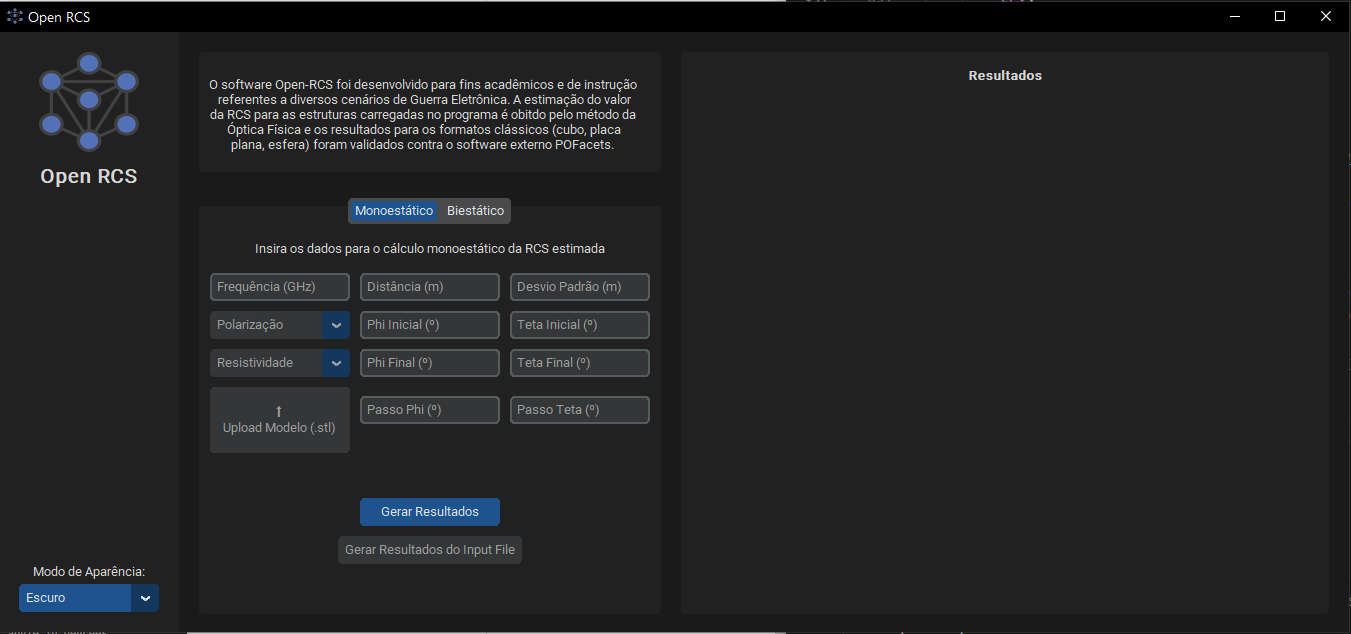 Open RCS
Open RCS
O software Open-RCS foi desenvolvido para fins acadêmicos e de instrução
referentes a diversos cenários de Guerra Eletrônica. A estimação do valor
da RCS para as estruturas carregadas no programa é obitdo pelo método da
Óptica Física e os resultados para os formatos clássicos (cubo, placa
plana, esfera) foram validados contra o software externo POFacets.
Monoestático Biestático
Insira os dados para o cálculo monoestático da RCS estimada
Frequência (GHz) Distância (m) Desvio Padrão (m)
Polarização Phi Inicial (º) Teta Inicial (º)
Resistividade Phi Final (º) Teta Final (º)
↑
Upload Modelo (.stl)
Passo Phi (º) Passo Teta (º)
Gerar Resultados
Gerar Resultados do Input File
Modo de Aparência:
Escuro
Resultados